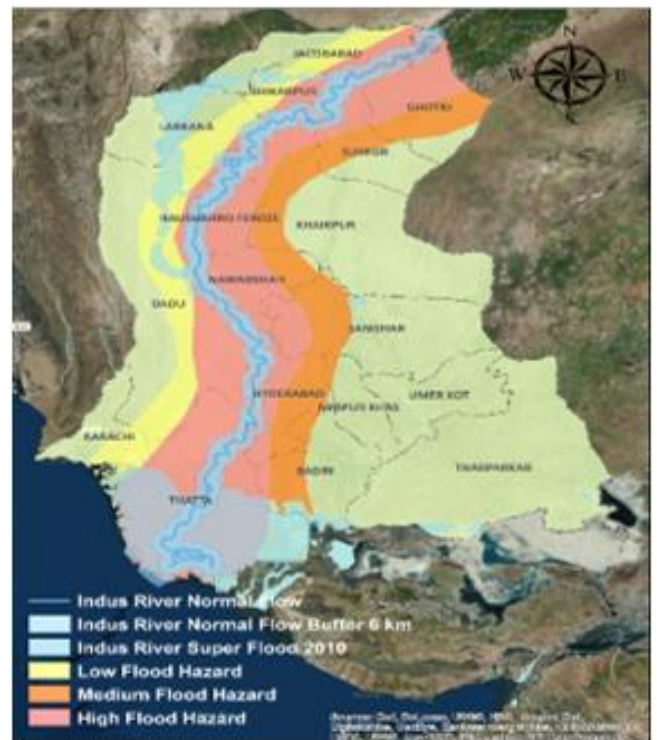 N
W
JACOBABAD
SHIKARPUR
GHOTKI
LARKANA
SUKKUR
NAUSHAHRO FEROZE
KHAIRPUR
NAWABSHAH
DADU
SANGHAR
HYDERABAD
MIRPUR KHAS
UMER KOT
KARACHI
BADIN
THARPARKAR
THATTA
Indus River Normal Flow
Indus River Normal Flow Buffer 6 km
Indus River Super Flood 2010
Low Flood Hazard
Medium Flood Hazard
High Flood Hazard